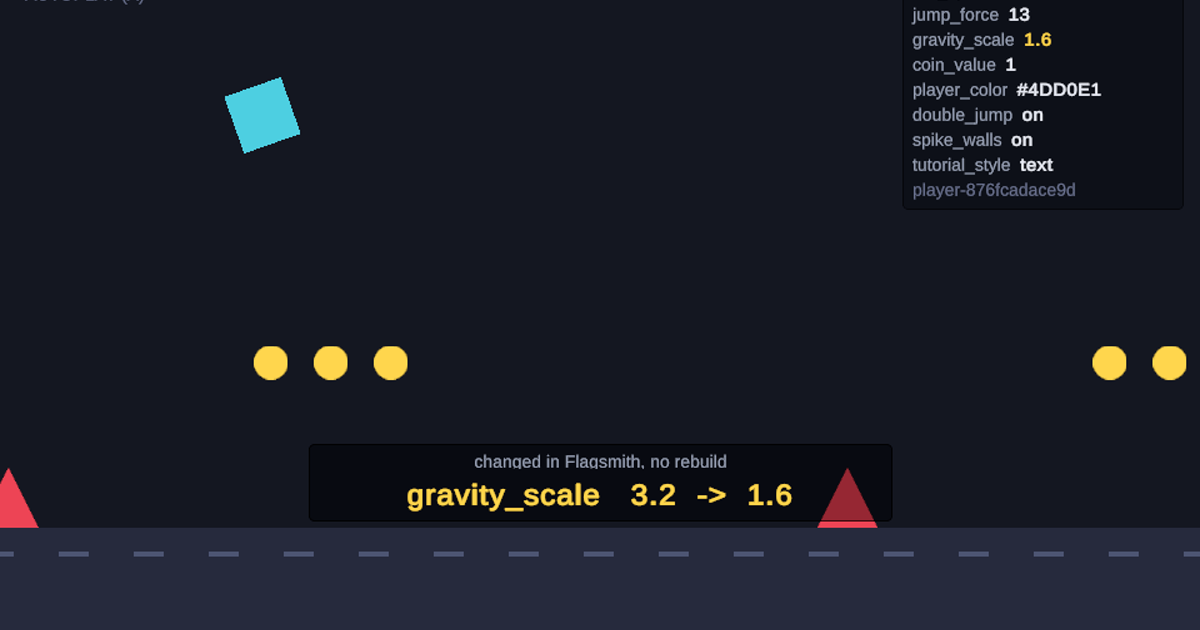 jump_force 13
gravity_scale 1.6
coin_value 1
player_color #4DD0E1
double_jump on
spike_walls on
tutorial_style text
player-876fcadace9d
changed in Flagsmith, no rebuild
gravity_scale 3.2 -> 1.6